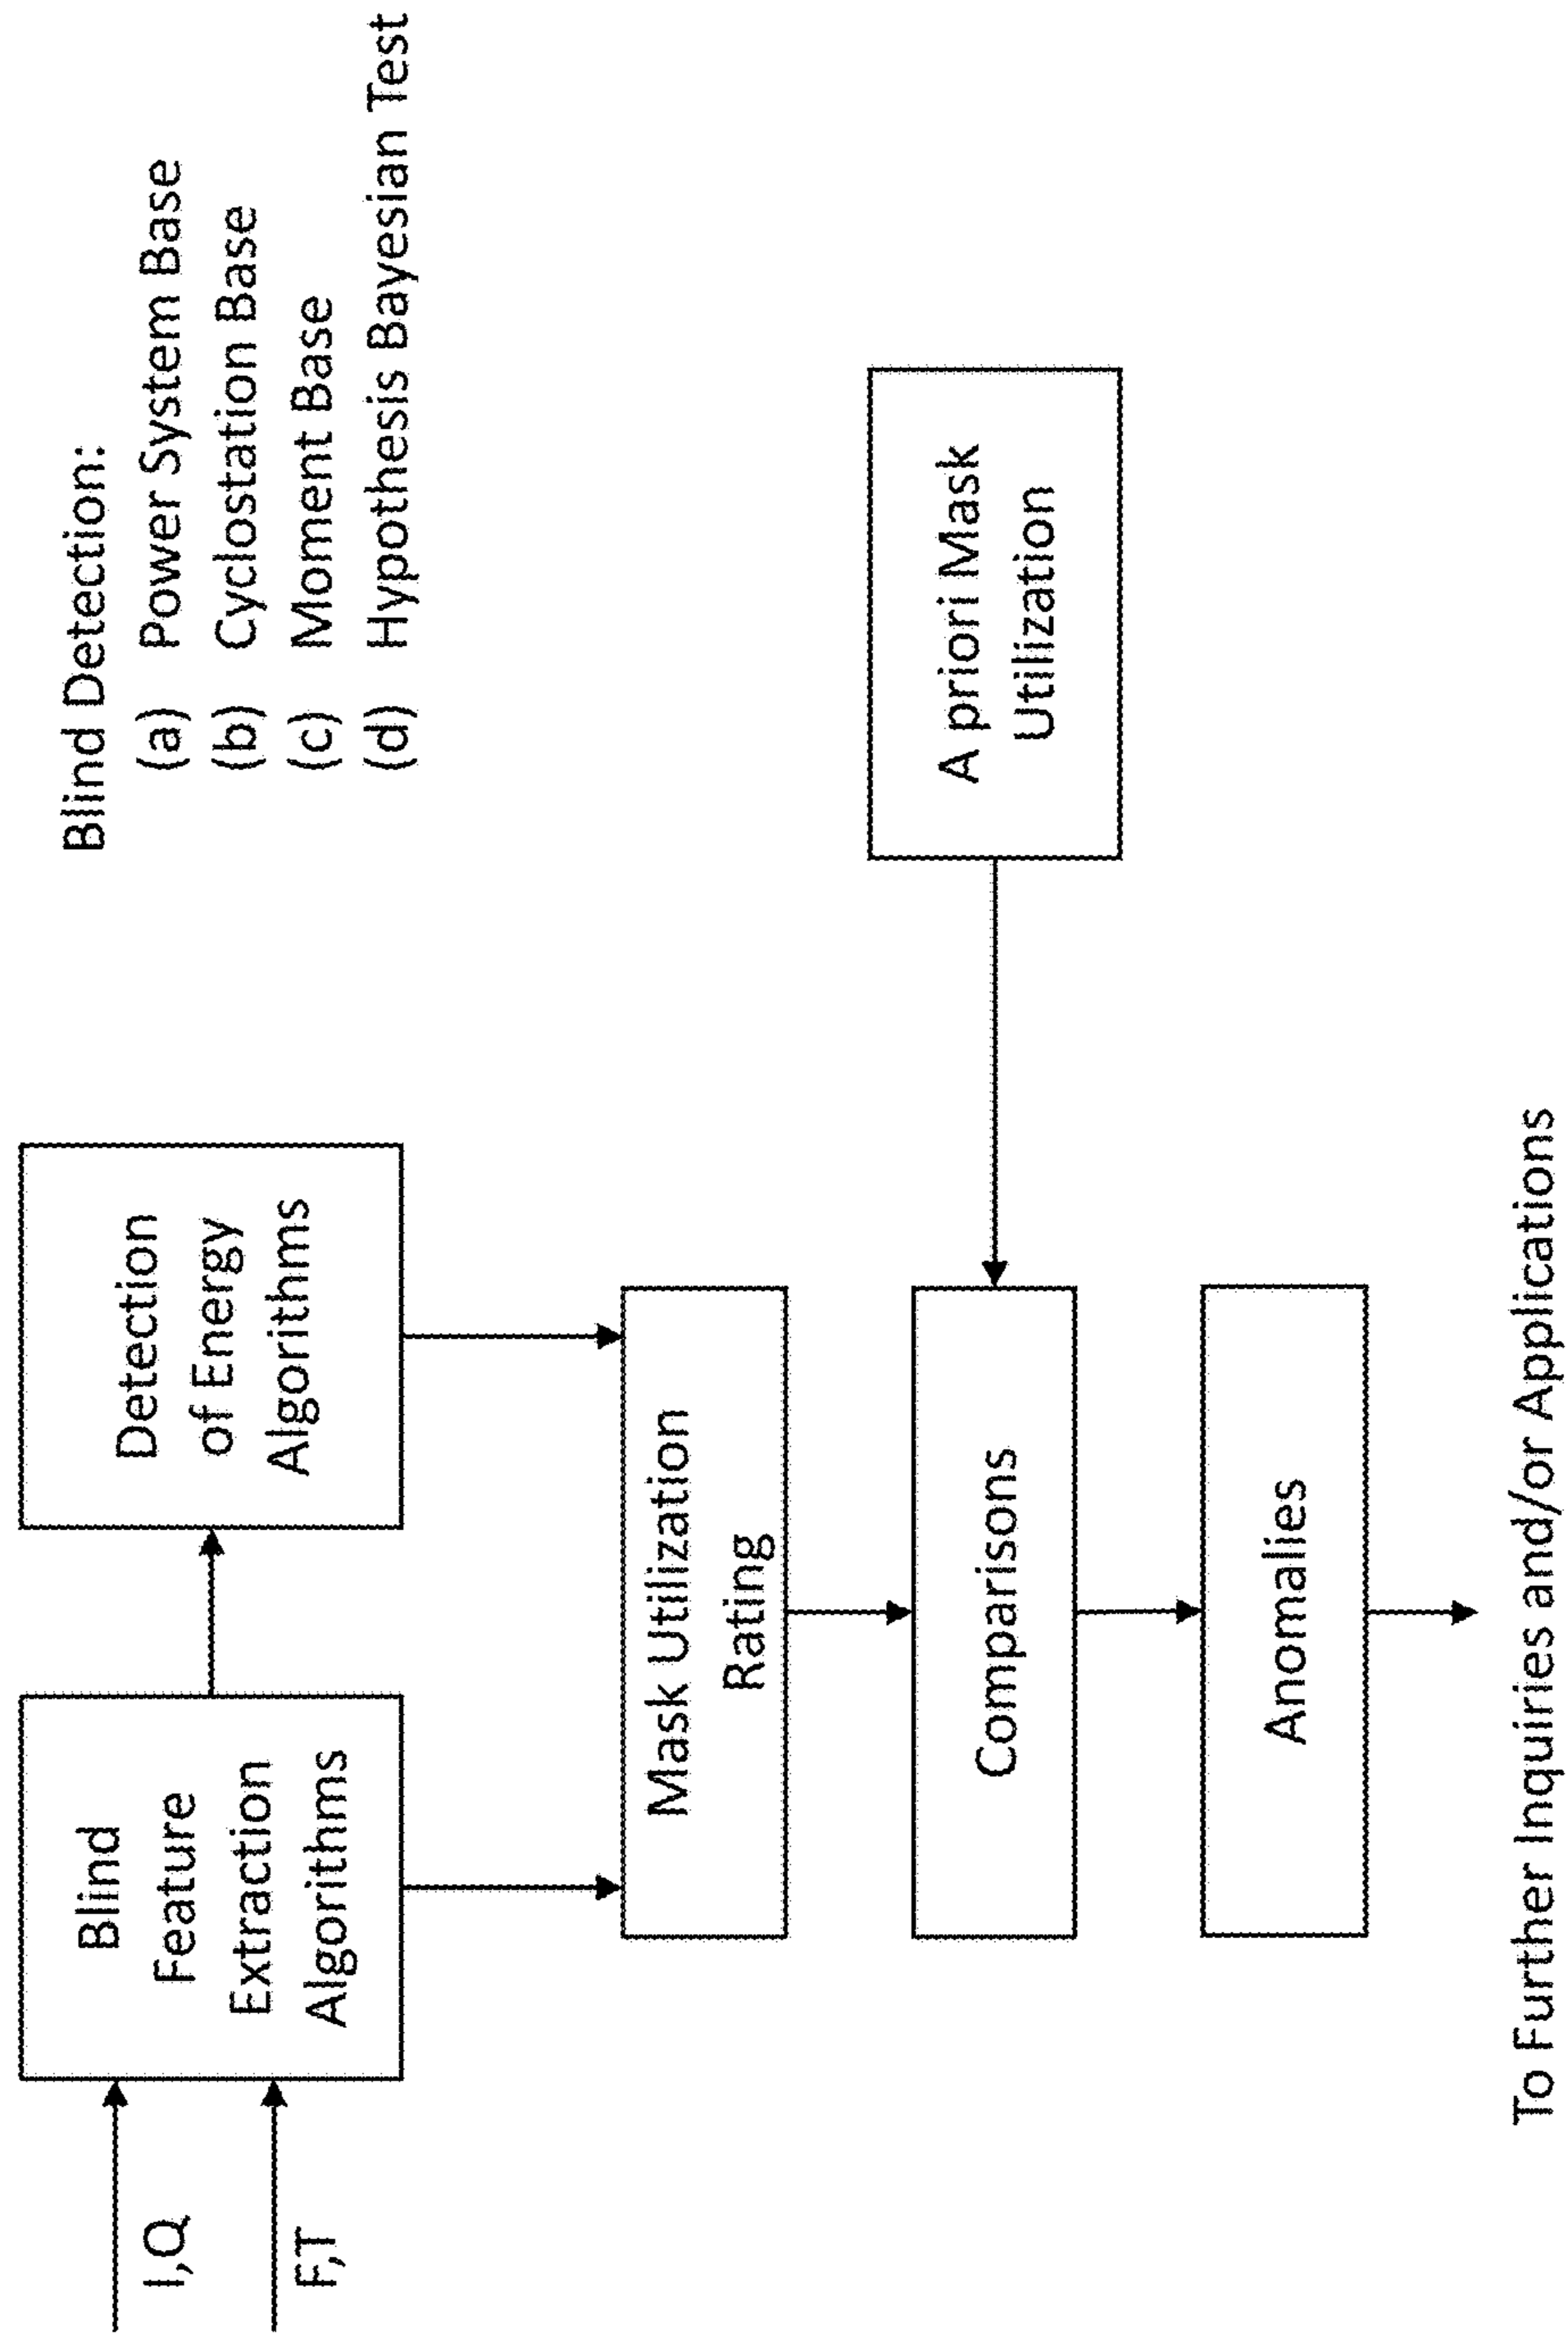 Blind Detection:
(a) Power System Base
(b) Cyclostation Base
(c) Moment Base
(d) Hypothesis Bayesian Test
I,Q
F,T
Blind
Feature
Extraction
Algorithms
Detection
of Energy
Algorithms
Mask Utilization
Rating
Comparisons
A priori Mask
Utilization
Anomalies
To Further Inquiries and/or Applications